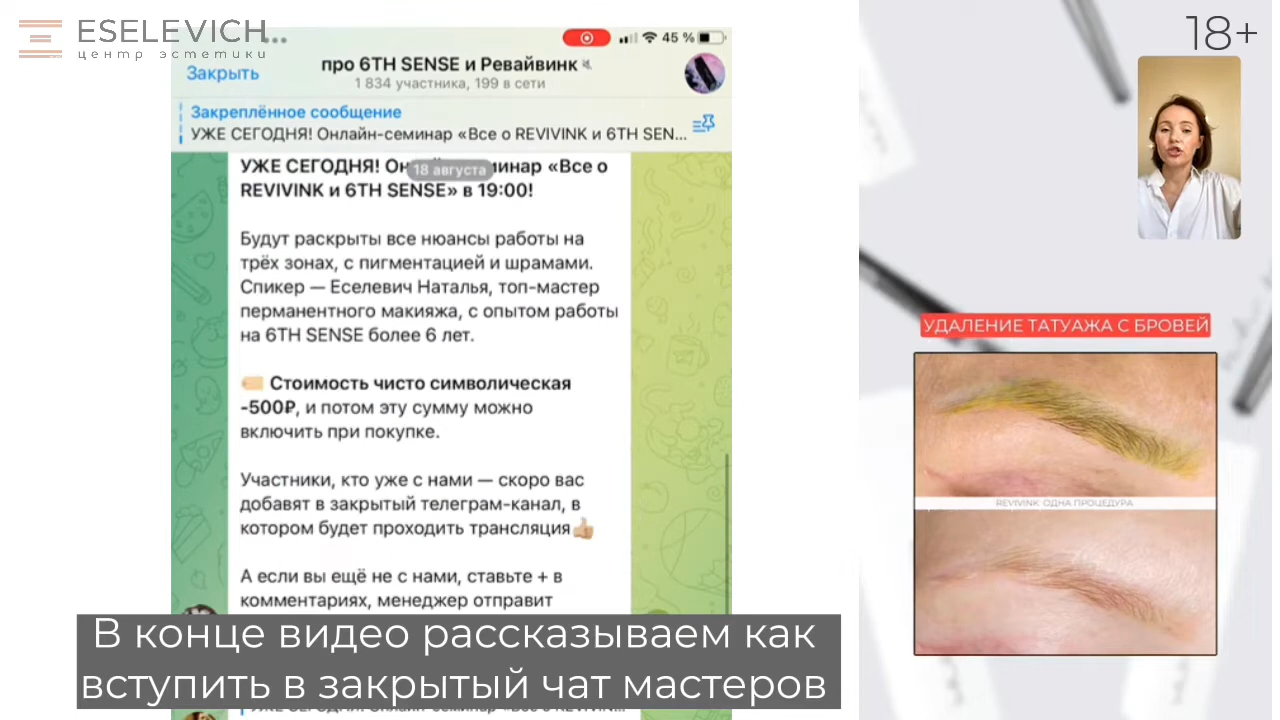 ESELEVICH
центр эстетики
18+
45 %
Закрыть
про 6TH SENSE и Ревайвинк
1 834 участника, 199 в сети
Закреплённое сообщение
УЖЕ СЕГОДНЯ! Онлайн-семинар «Все о REVIVINK и 6TH SEN...
18 августа
УЖЕ СЕГОДНЯ! Он минар «Все о
REVIVINK и 6TH SENSE» в 19:00!
Будут раскрыты все нюансы работы на
трёх зонах, с пигментацией и шрамами.
Спикер — Еселевич Наталья, топ-мастер
перманентного макияжа, с опытом работы
на 6TH SENSE более 6 лет.
Стоимость чисто символическая
-500₽, и потом эту сумму можно
включить при покупке.
Участники, кто уже с нами — скоро вас
добавят в закрытый телеграм-канал, в
котором будет проходить трансляция
А если вы ещё не с нами, ставьте + в
комментариях, менеджер отправит
В конце видео рассказываем как
вступить в закрытый чат мастеров
УДАЛЕНИЕ ТАТУАЖА С БРОВЕЙ
REVIVINK: ОДНА ПРОЦЕДУРА